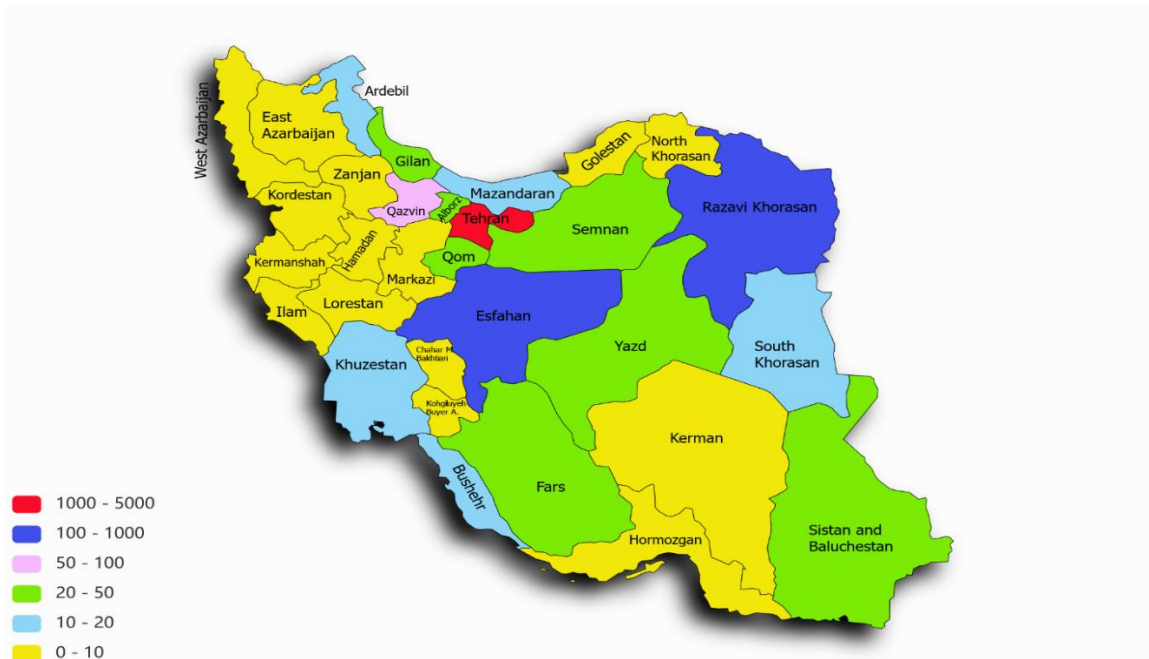 West Azarbaijan
East
Azarbaijan
Ardebil
Gilan
Zanjan
Kordestan
Qazvin
Alborz
Tehran
Mazandaran
Golestan
North
Khorasan
Razavi Khorasan
Semnan
Hamadan
Kermanshah
Markazi
Qom
Ilam
Lorestan
Esfahan
Yazd
South
Khorasan
Khuzestan
Chahar M
Bakhtiari
Kohgiluyeh
Buyer A.
Kerman
Bushehr
Fars
Hormozgan
Sistan and
Baluchestan
1000 - 5000
100 - 1000
50 - 100
20 - 50
10 - 20
0 - 10